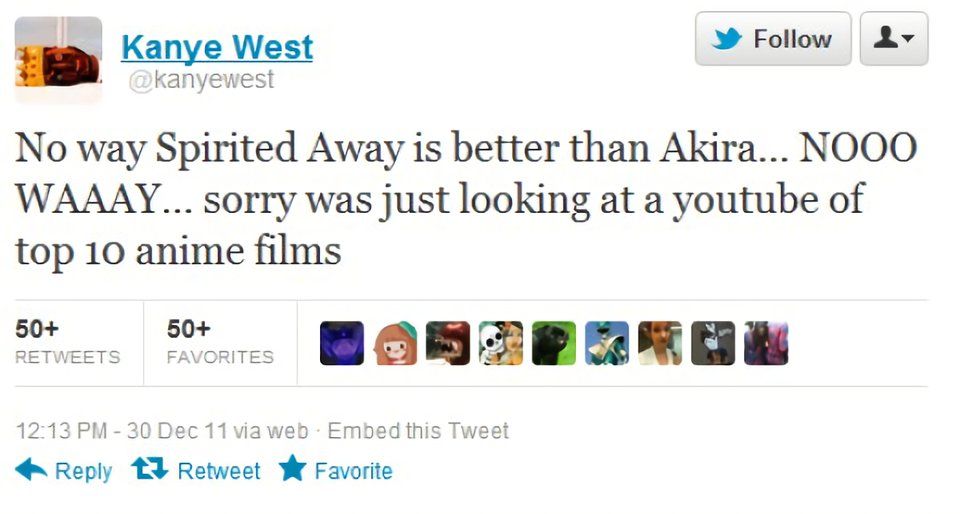 Kanye West
Follow
@kanyewest
No way Spirited Away is better than Akira... NOOO
WAAAY... sorry was just looking at a youtube of
top 10 anime films
50+
50+
RETWEETS
FAVORITES
12:13 PM - 30 Dec 11 via web · Embed this Tweet
Reply Retweet Favorite